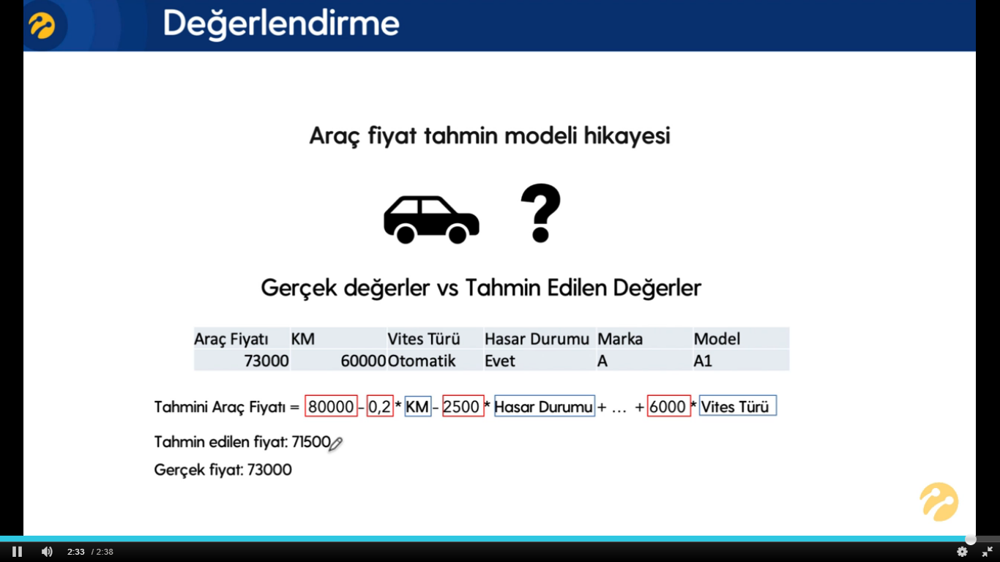 Değerlendirme
Araç fiyat tahmin modeli hikayesi
?
Gerçek değerler vs Tahmin Edilen Değerler
Araç Fiyatı KM Vites Türü Hasar Durumu Marka Model
73000 60000 Otomatik Evet A A1
Tahmini Araç Fiyatı = 80000 - 0,2 * KM - 2500 * Hasar Durumu + ... + 6000 * Vites Türü
Tahmin edilen fiyat: 71500
Gerçek fiyat: 73000
2:33 / 2:38